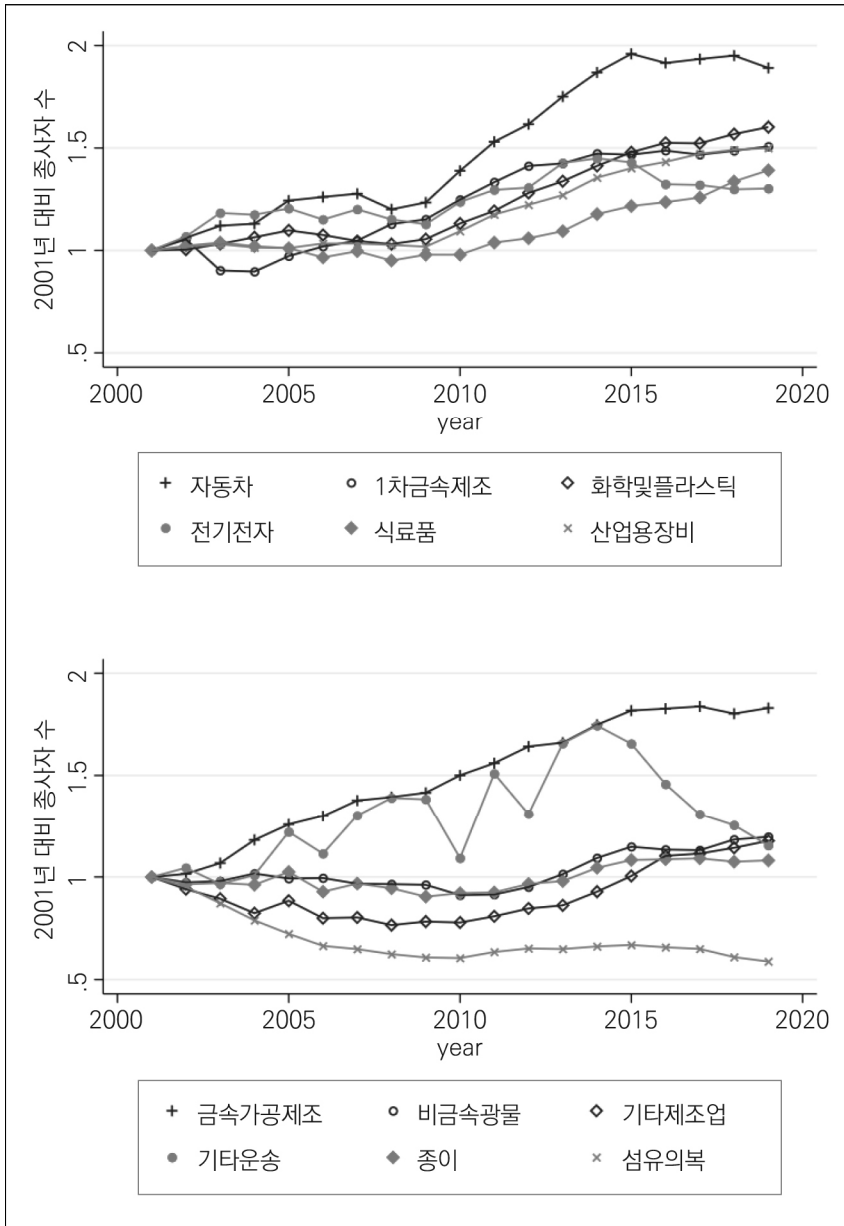 2001년 대비 종사자 수
2
1.5
1
.5
2000 2005 2010 2015 2020
year
자동차 1차금속제조 화학및플라스틱
전기전자 식료품 산업용장비
2001년 대비 종사자 수
2
1.5
1
.5
2000 2005 2010 2015 2020
year
금속가공제조 비금속광물 기타제조업
기타운송 종이 섬유의복